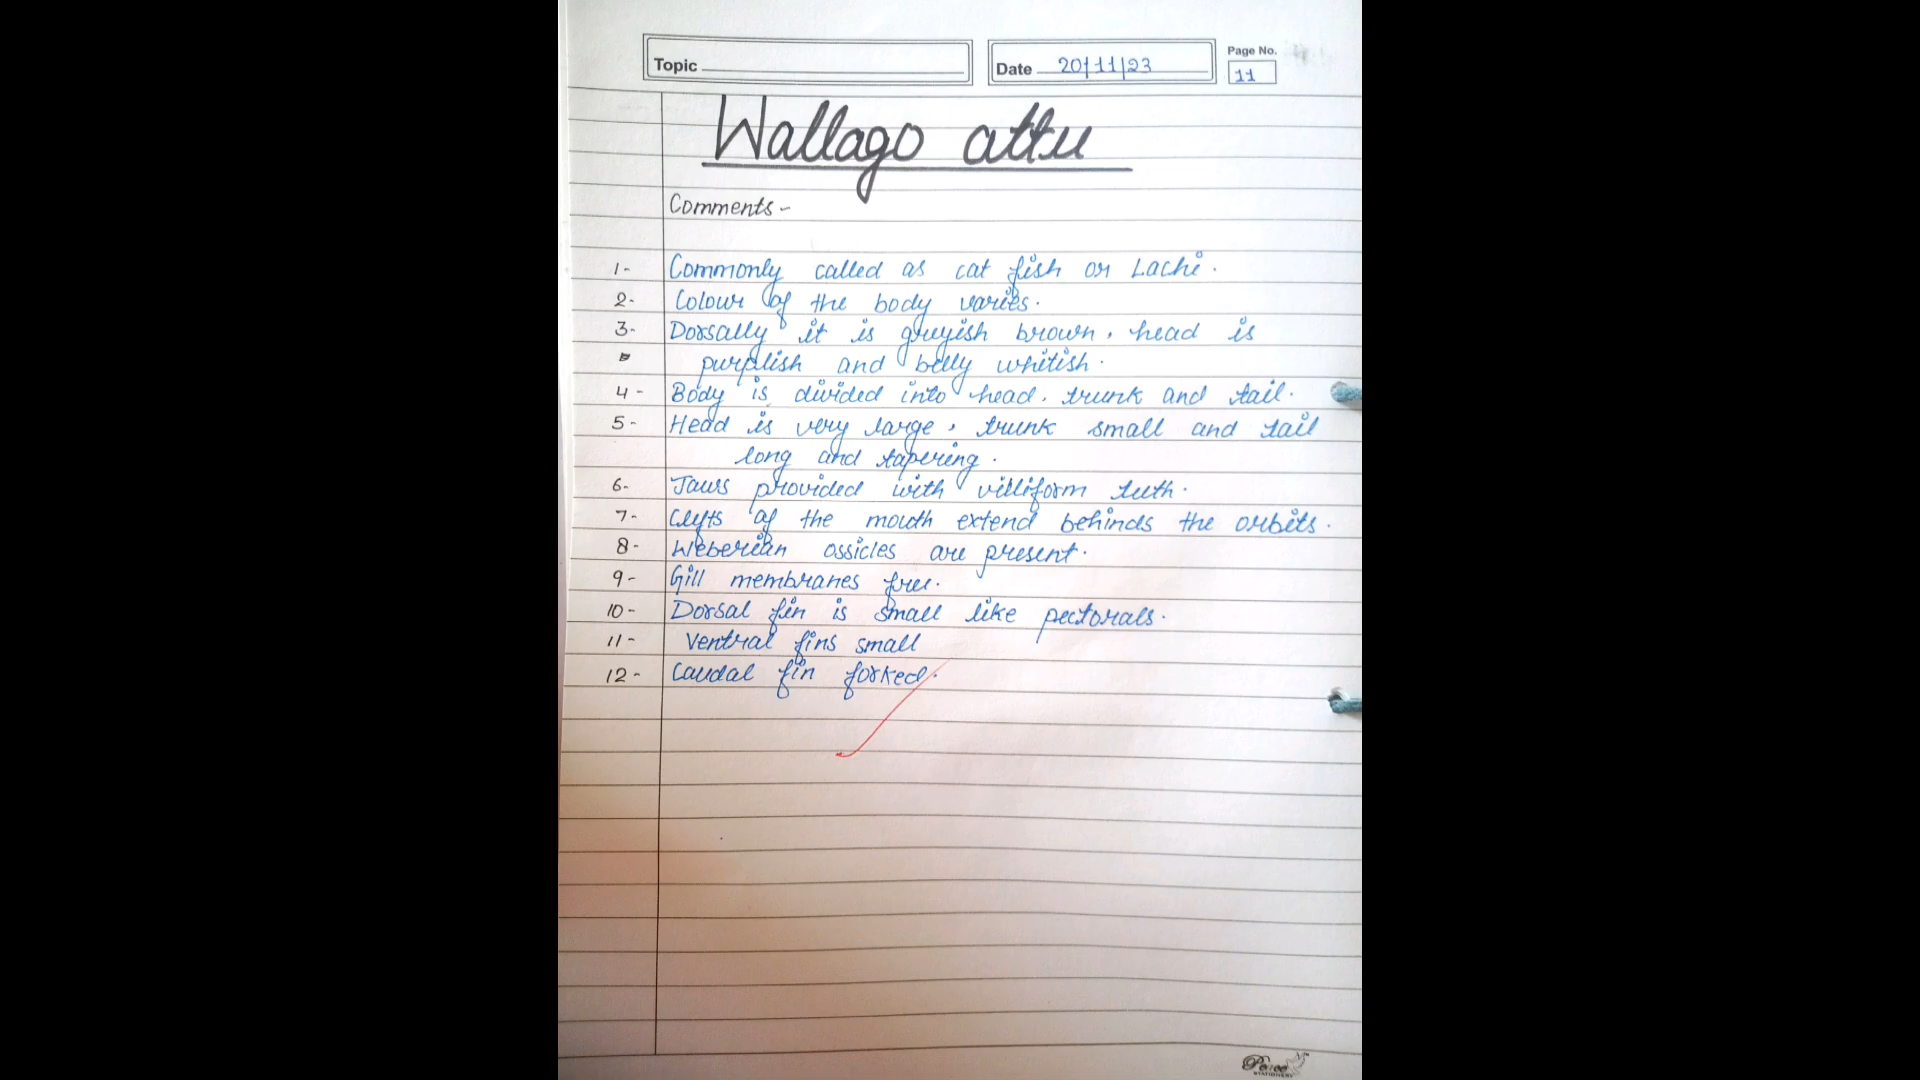 Topic
Date 20/11/23
Page No.
11
Wallago attu
Comments -
1- Commonly called as cat fish or Lachi.
2- Colour of the body varies.
3- Dorsally it is greyish brown, head is
purplish and belly whitish.
4- Body is divided into head, trunk and tail.
5- Head is very large, trunk small and tail
long and tapering.
6- Jaws provided with villiform teeth.
7- Clefts of the mouth extend behinds the orbits.
8- Weberian ossicles are present.
9- Gill membranes free.
10- Dorsal fin is small like pectorals.
11- Ventral fins small
12- Caudal fin forked.
Peace
STATIONERY